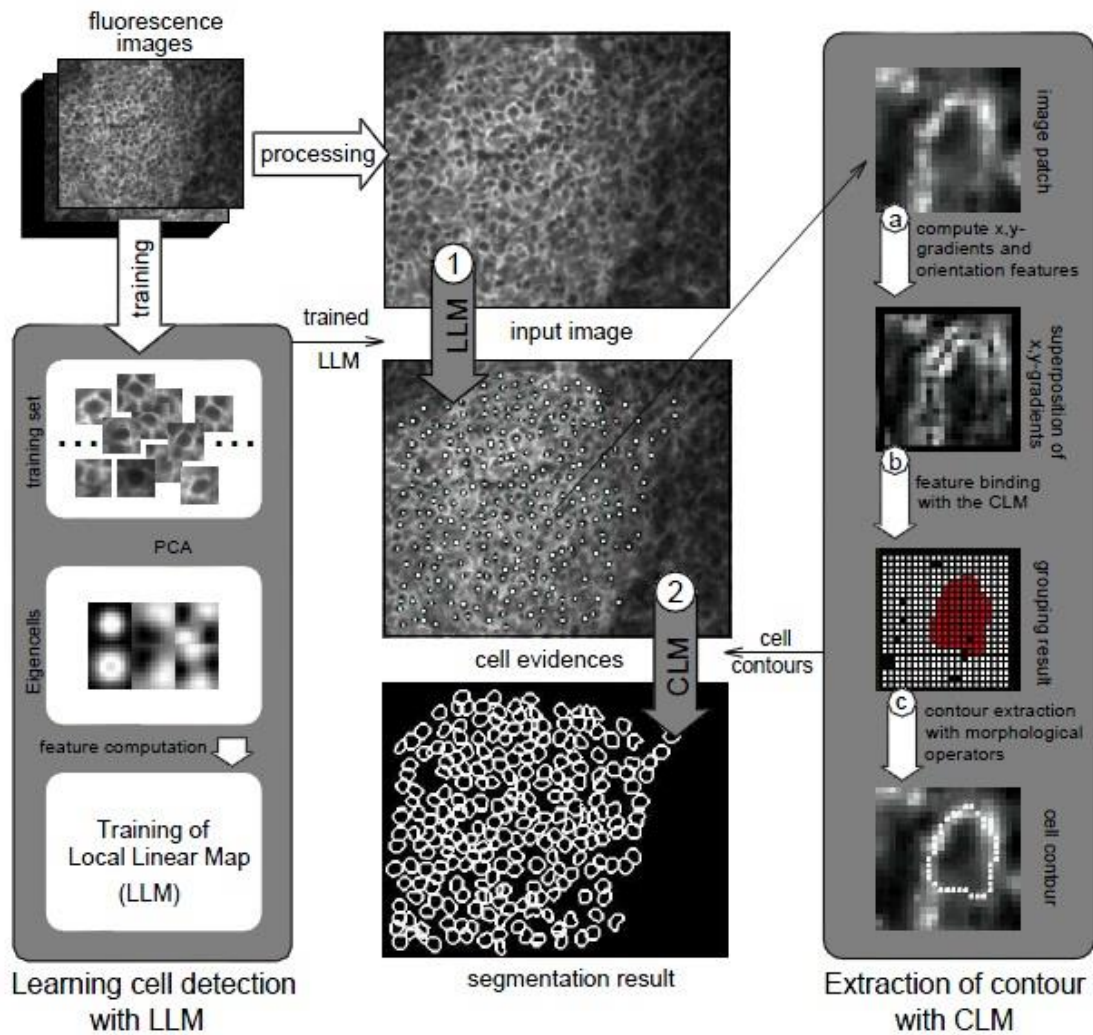 fluorescence
images
processing
training
training set
PCA
Eigencells
feature computation
Training of
Local Linear Map
(LLM)
Learning cell detection
with LLM
trained
LLM
1
LLM
input image
cell evidences
2
CLM
cell
contours
segmentation result
image patch
a
compute x,y-
gradients and
orientation features
superposition of
x,y-gradients
b
feature binding
with the CLM
grouping result
c
contour extraction
with morphological
operators
cell contour
Extraction of contour
with CLM